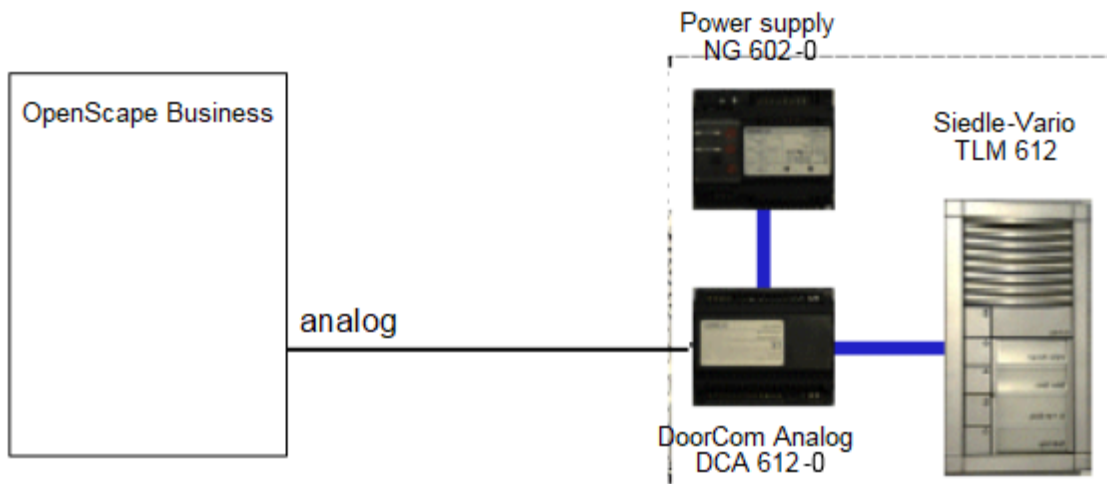 Power supply
NG 602-0
OpenScape Business
Siedle-Vario
TLM 612
analog
DoorCom Analog
DCA 612-0